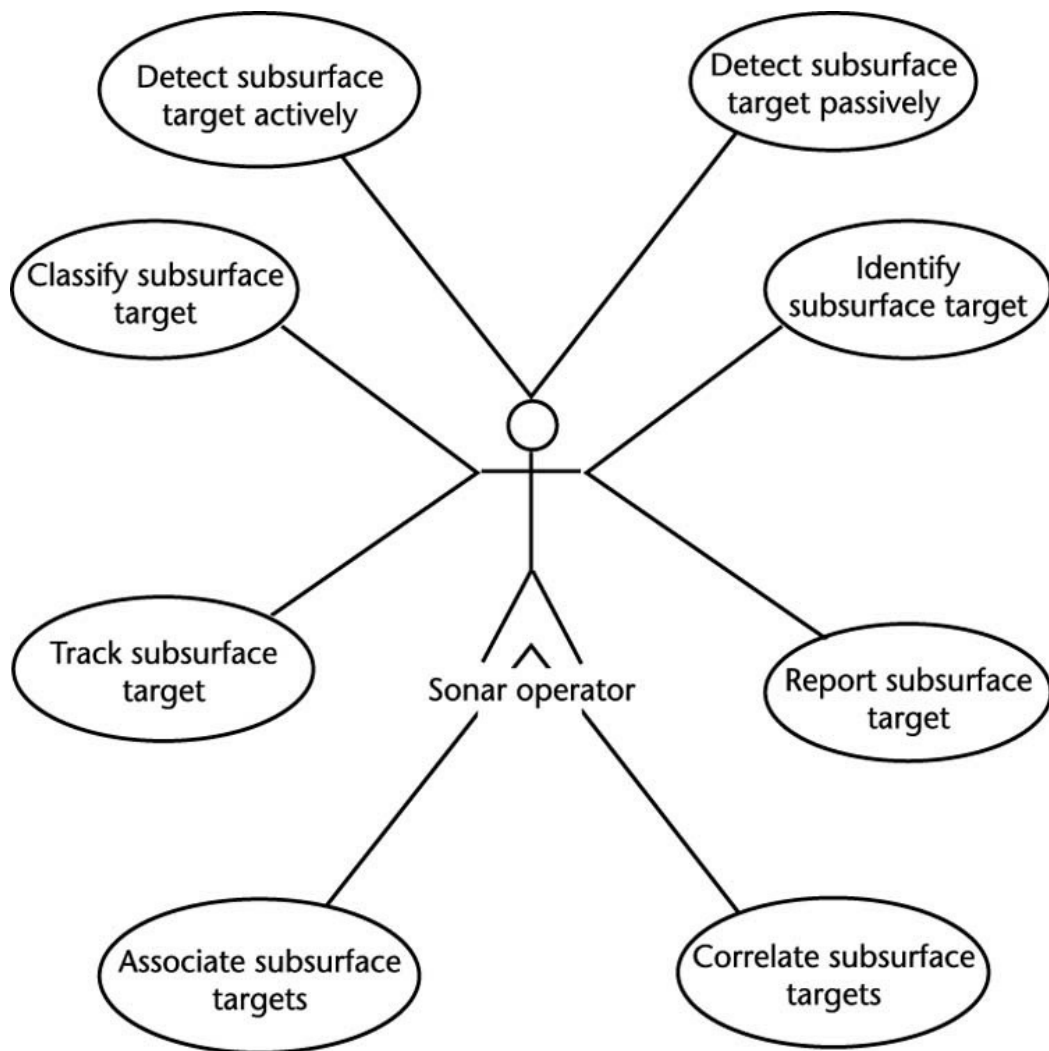 Detect subsurface
target actively
Detect subsurface
target passively
Classify subsurface
target
Identify
subsurface target
Track subsurface
target
Sonar operator
Report subsurface
target
Associate subsurface
targets
Correlate subsurface
targets